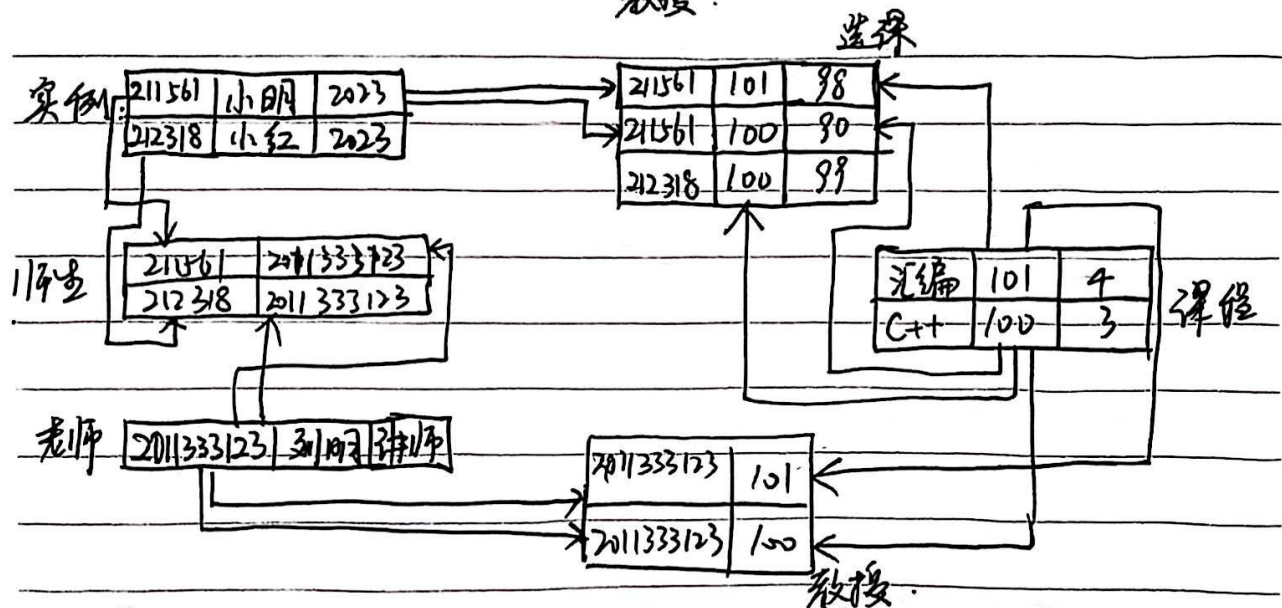 教授.
选课
实例:
211561 小明 2023
212318 小红 2023
211561 101 98
211561 100 90
212318 100 99
师生
211561 2011333123
212318 2011333123
汇编 101 4
C++ 100 3
课程
老师
2011333123 刘明 讲师
2011333123 101
2011333123 100
教授.